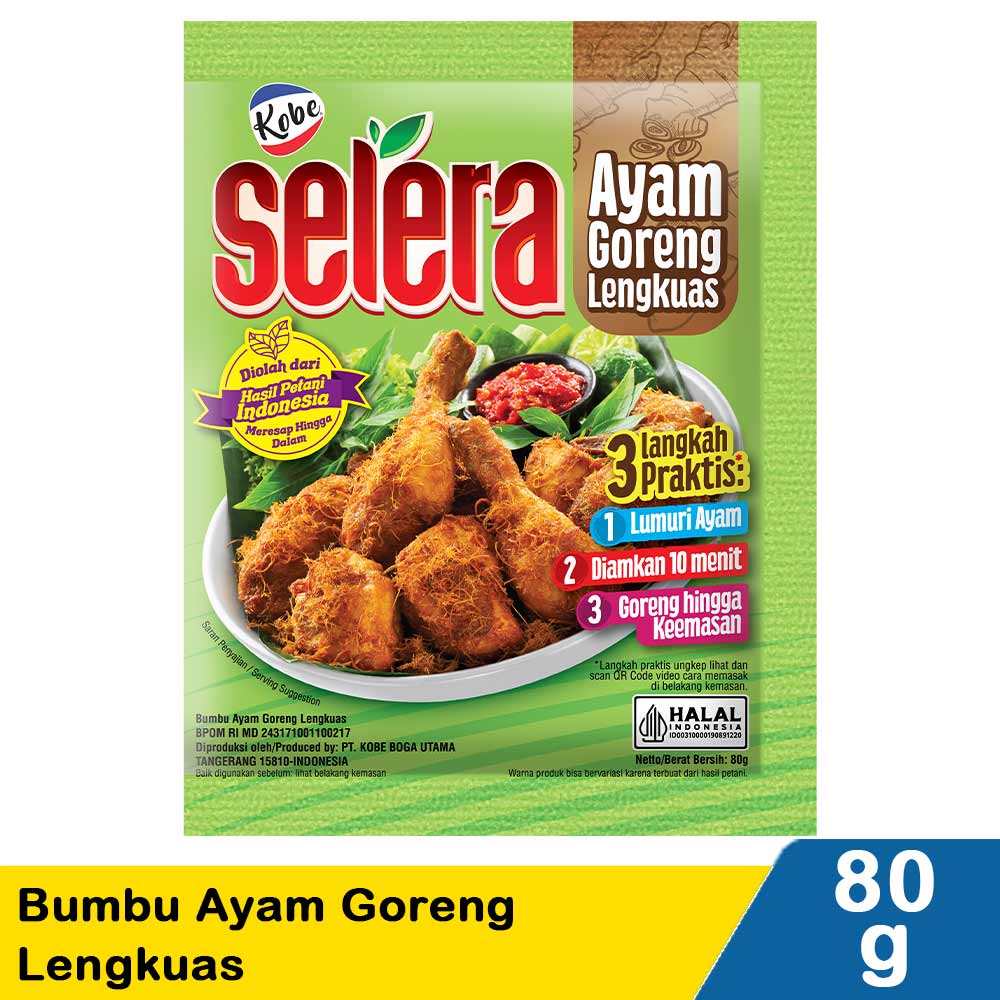 Kobe
selera
Ayam
Goreng
Lengkuas
Diolah dari
Hasil Petani
Indonesia
Meresap Hingga
Dalam
3 langkah
Praktis*:
1 Lumuri Ayam
2 Diamkan 10 menit
3 Goreng hingga
Keemasan
*Langkah praktis ungkep lihat dan
scan QR Code video cara memasak
di belakang kemasan.
Saran Penyajian / Serving Suggestion
Bumbu Ayam Goreng Lengkuas
BPOM RI MD 243171001100217
Diproduksi oleh/Produced by: PT. KOBE BOGA UTAMA
TANGERANG 15810-INDONESIA
Baik digunakan sebelum: lihat belakang kemasan
HALAL
INDONESIA
ID00310000190891220
Netto/Berat Bersih: 80g
Warna produk bisa bervariasi karena terbuat dari hasil petani.
Bumbu Ayam Goreng
Lengkuas
80
g